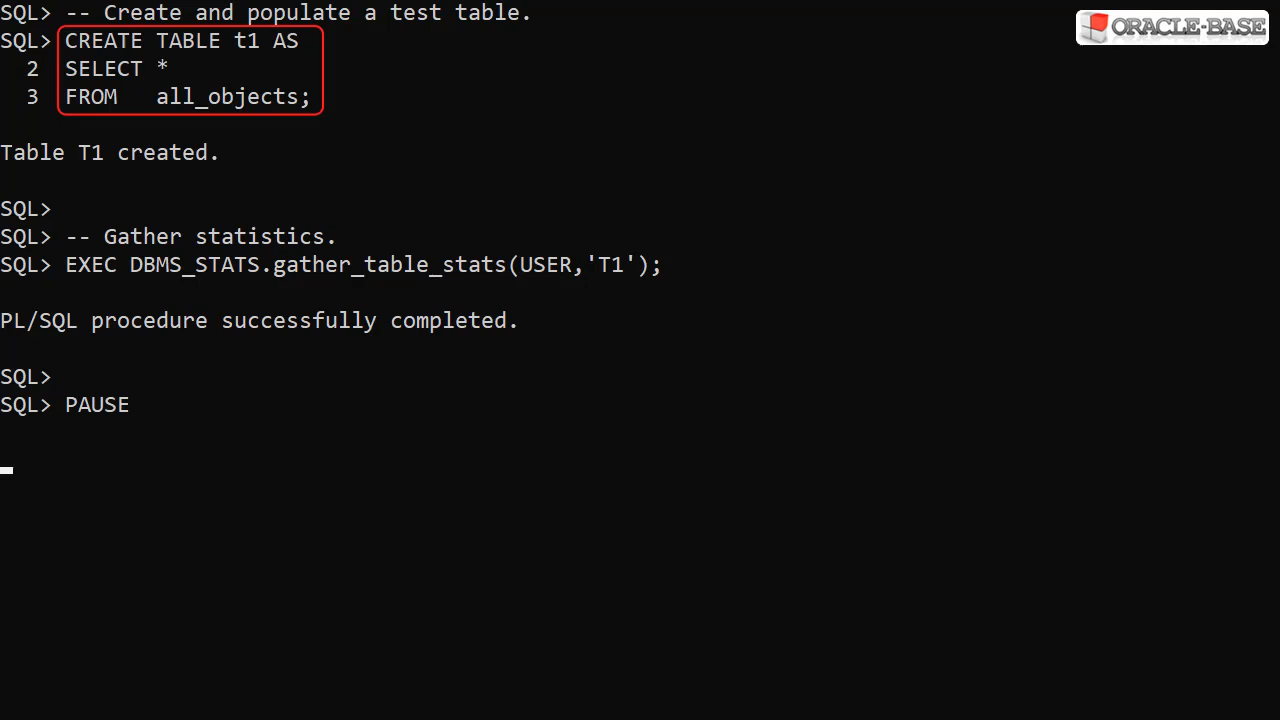 SQL> -- Create and populate a test table.
ORACLE-BASE
SQL> CREATE TABLE t1 AS
  2  SELECT *
  3  FROM   all_objects;
Table T1 created.
SQL>
SQL> -- Gather statistics.
SQL> EXEC DBMS_STATS.gather_table_stats(USER,'T1');
PL/SQL procedure successfully completed.
SQL>
SQL> PAUSE